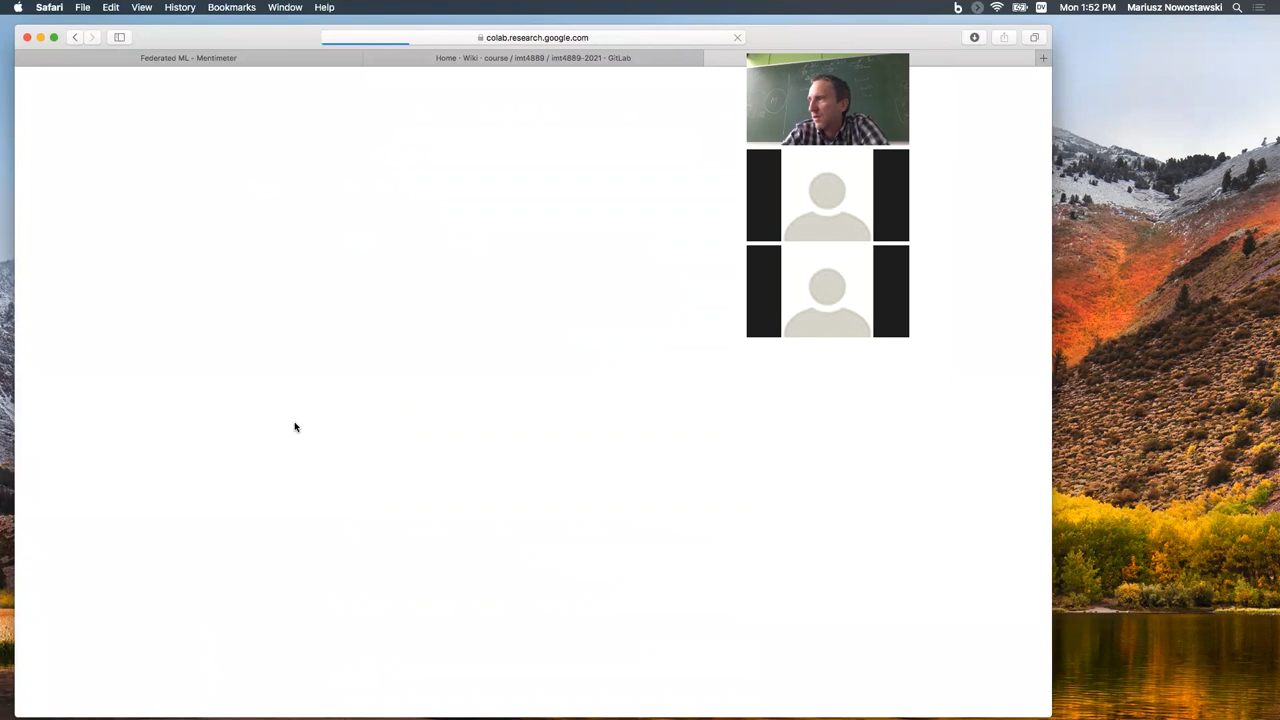 Safari File Edit View History Bookmarks Window Help DV Mon 1:52 PM Mariusz Nowostawski
colab.research.google.com
Federated ML - Mentimeter Home · Wiki · course / imt4889 / imt4889-2021 · GitLab